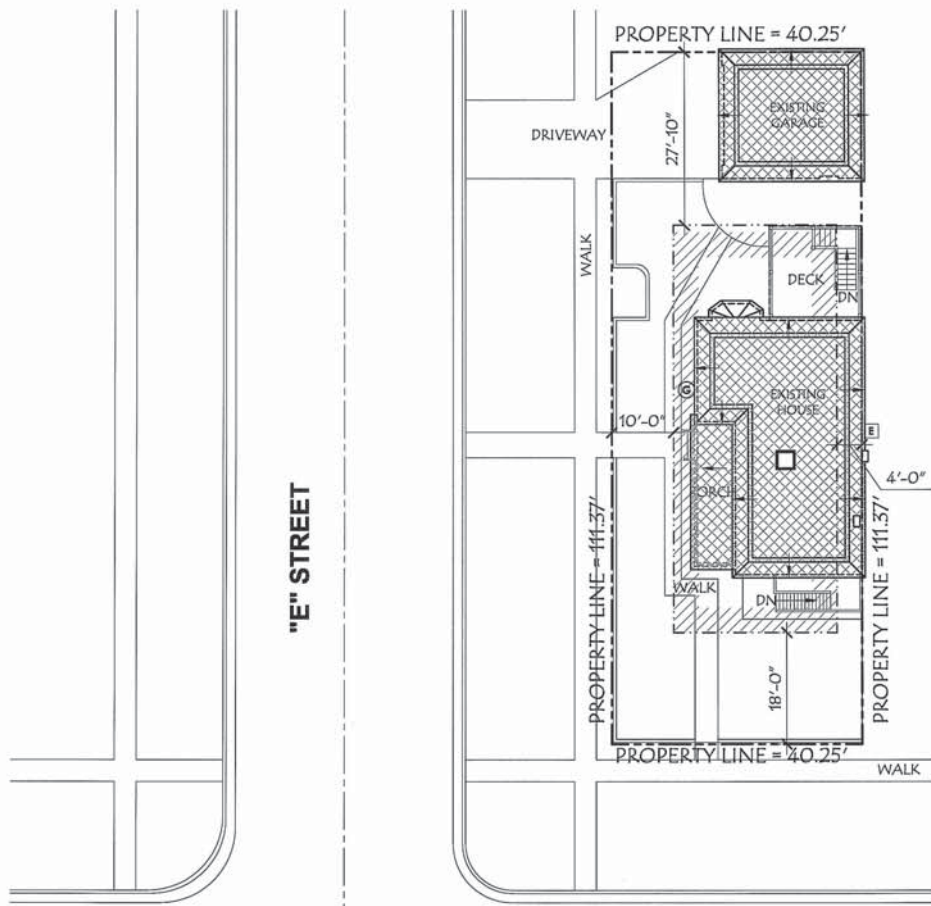 PROPERTY LINE = 40.25'
EXISTING
GARAGE
DRIVEWAY
27'-10"
WALK
DECK
DN
EXISTING
HOUSE
G
E
10'-0"
4'-0"
PORCH
"E" STREET
PROPERTY LINE = 111.37'
PROPERTY LINE = 111.37'
WALK
DN
18'-0"
PROPERTY LINE = 40.25'
WALK